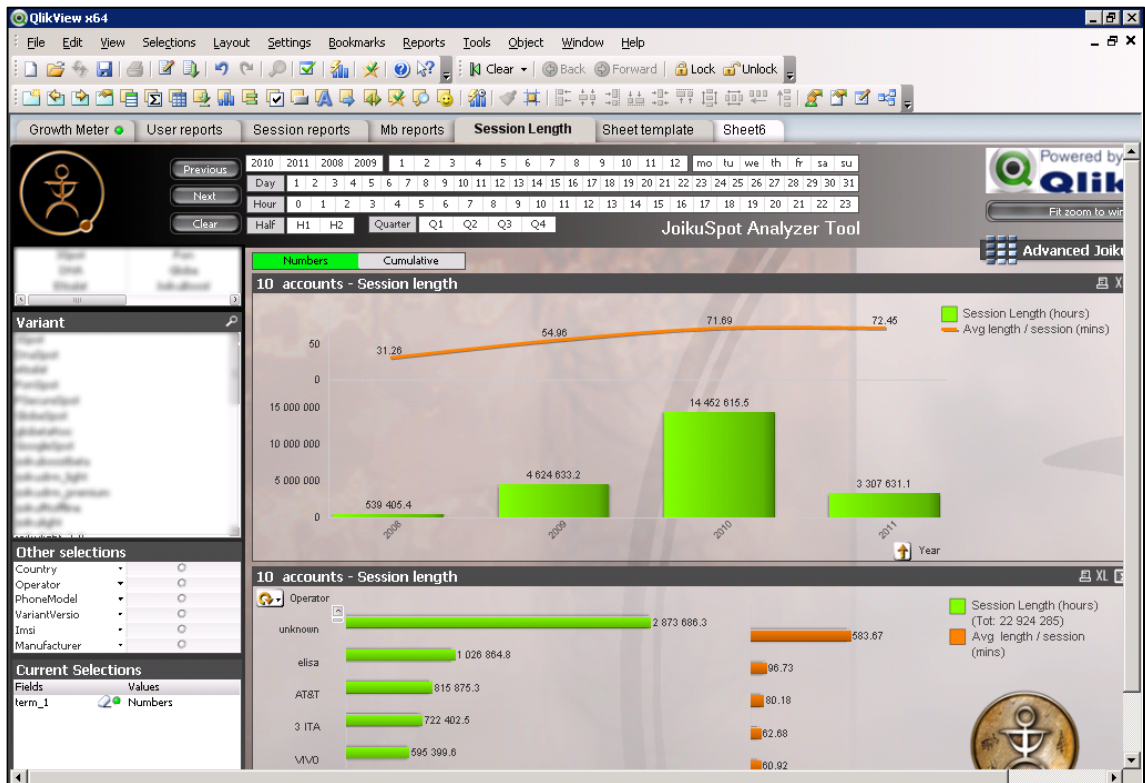 QlikView x64
File Edit View Selections Layout Settings Bookmarks Reports Tools Object Window Help
Clear Back Forward Lock Unlock
Growth Meter User reports Session reports Mb reports Session Length Sheet template Sheet6
Previous
Next
Clear
2010 2011 2008 2009 1 2 3 4 5 6 7 8 9 10 11 12 mo tu we th fr sa su
Day 1 2 3 4 5 6 7 8 9 10 11 12 13 14 15 16 17 18 19 20 21 22 23 24 25 26 27 28 29 30 31
Hour 0 1 2 3 4 5 6 7 8 9 10 11 12 13 14 15 16 17 18 19 20 21 22 23
Half H1 H2 Quarter Q1 Q2 Q3 Q4
JoikuSpot Analyzer Tool
Powered by
Qlik
Fit zoom to wir
Advanced Joiku
Variant
Other selections
Country
Operator
PhoneModel
VariantVersio
Imsi
Manufacturer
Current Selections
Fields Values
term_1 Numbers
Numbers Cumulative
10 accounts - Session length
Session Length (hours)
Avg length / session (mins)
50
0
31.26
54.96
71.69
72.45
15 000 000
10 000 000
5 000 000
0
539 405.4
4 624 633.2
14 452 615.5
3 307 631.1
2008
2009
2010
2011
Year
10 accounts - Session length
XL
Operator
unknown 2 873 686.3 583.67
elisa 1 026 864.8 96.73
AT&T 815 875.3 80.18
3 ITA 722 402.5 62.68
VIVO 595 399.6 60.92
Session Length (hours)
(Tot: 22 924 285)
Avg length / session
(mins)